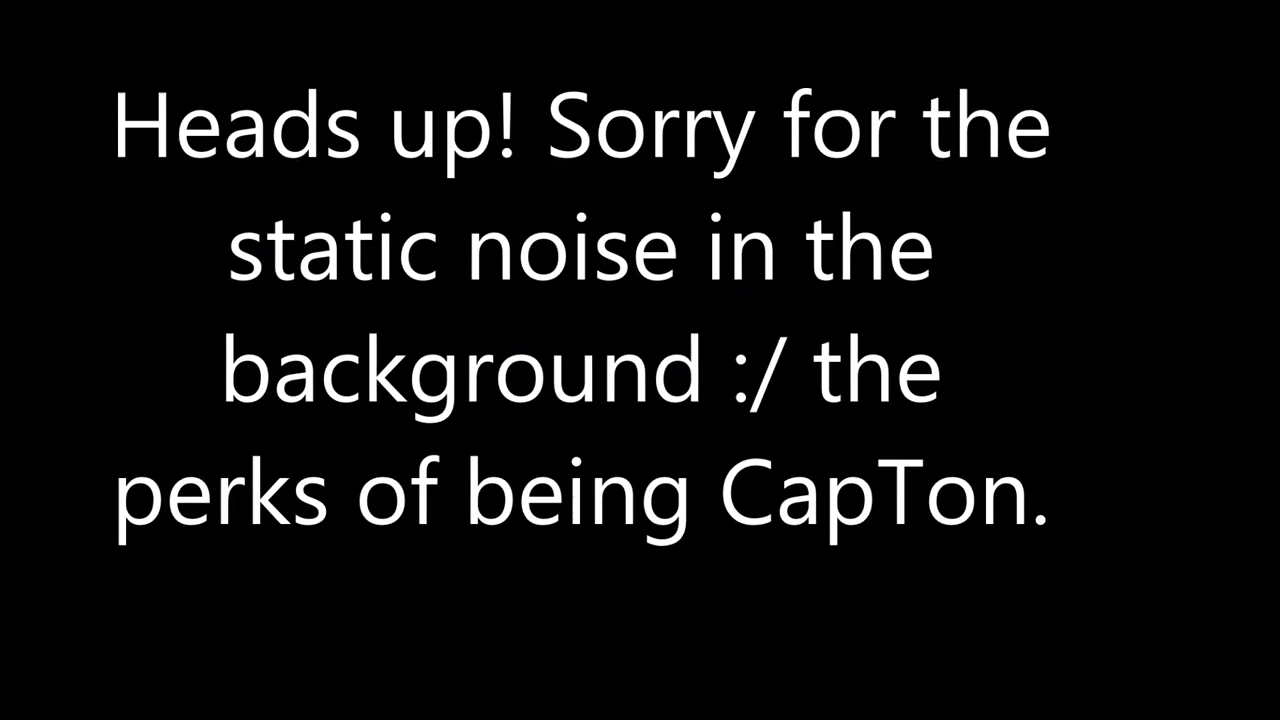 Heads up! Sorry for the
static noise in the
background :/ the
perks of being CapTon.